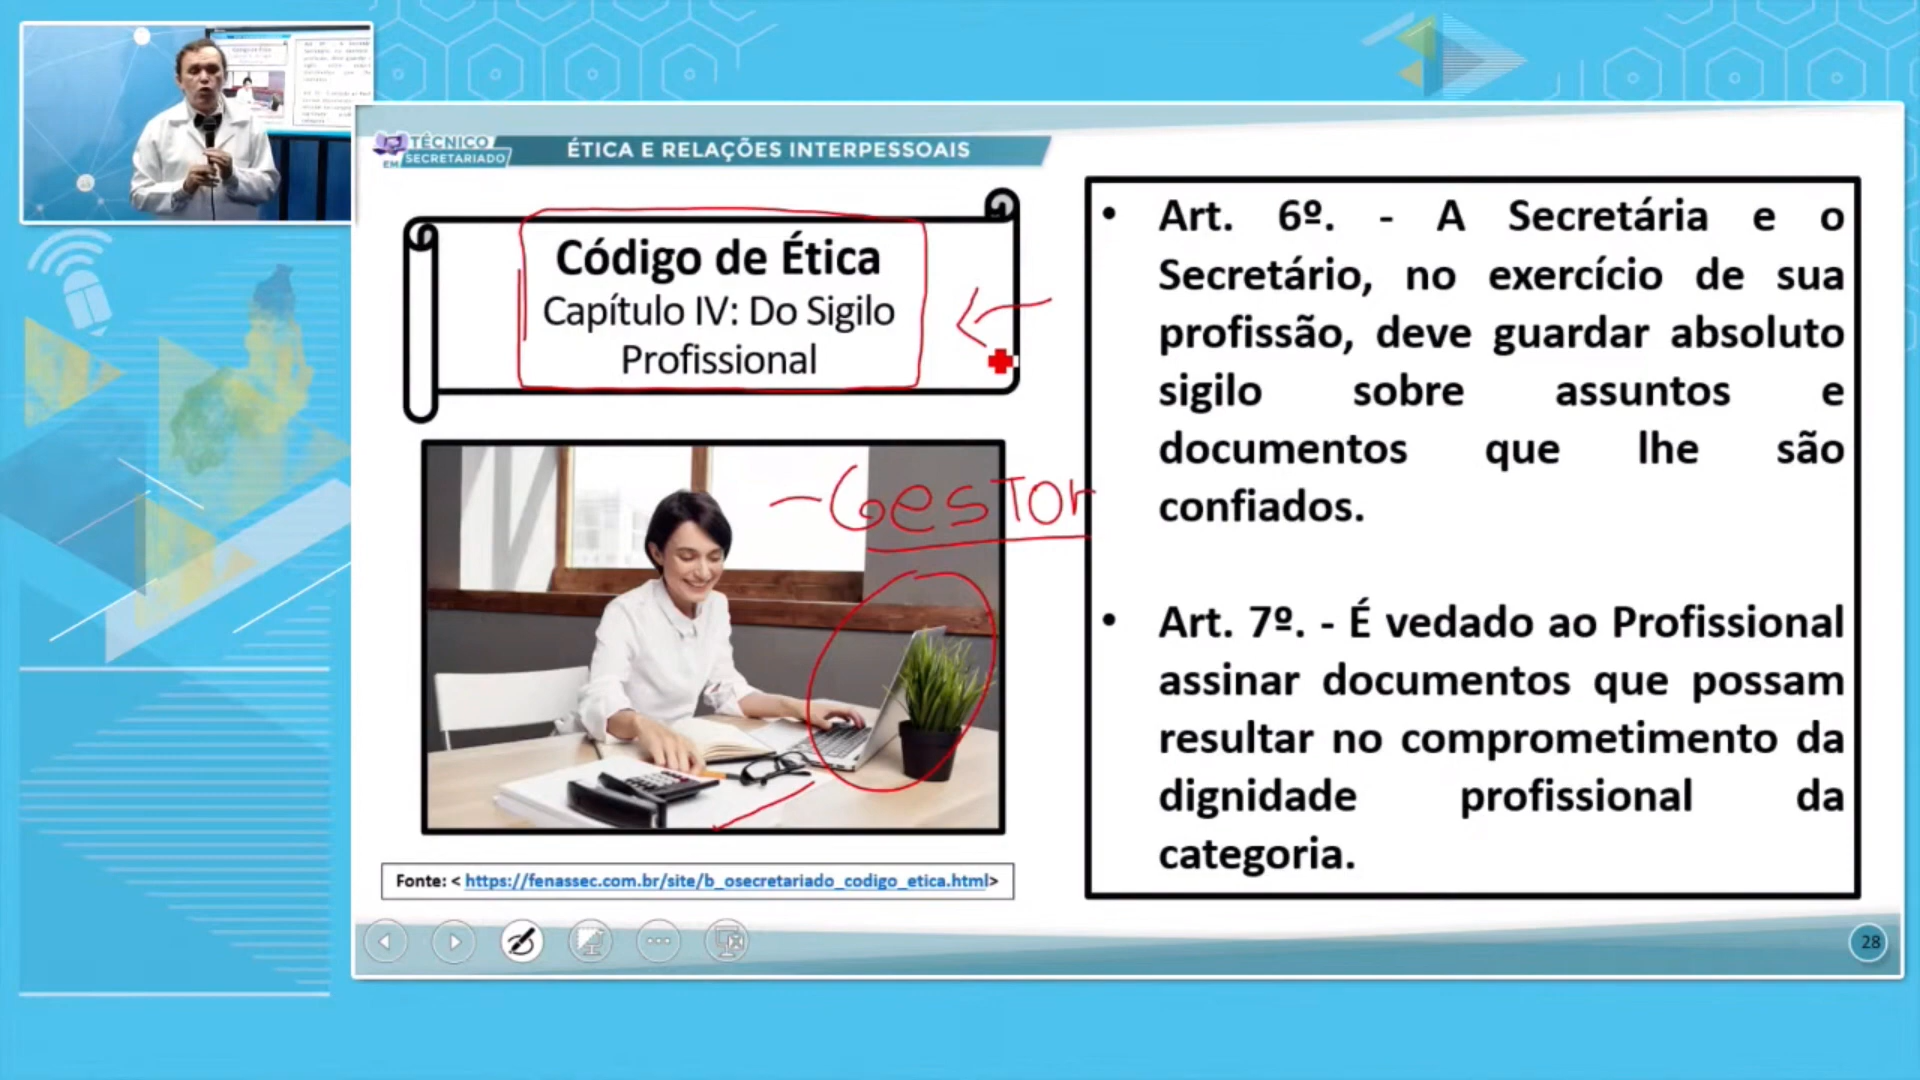 TÉCNICO
EM SECRETARIADO
ÉTICA E RELAÇÕES INTERPESSOAIS
Código de Ética
Capítulo IV: Do Sigilo
Profissional
-Gestor
Fonte: < https://fenassec.com.br/site/b_osecretariado_codigo_etica.html>
• Art. 6º. - A Secretária e o
Secretário, no exercício de sua
profissão, deve guardar absoluto
sigilo sobre assuntos e
documentos que lhe são
confiados.
• Art. 7º. - É vedado ao Profissional
assinar documentos que possam
resultar no comprometimento da
dignidade profissional da
categoria.
28